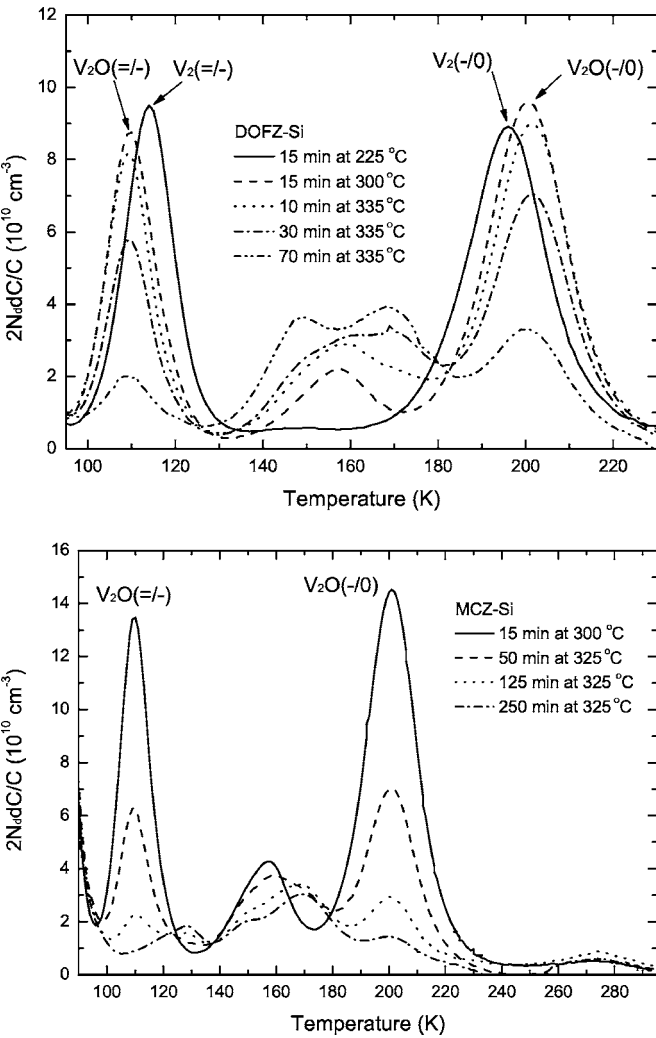 12
10
8
6
4
2
0
2NddC/C (10¹⁰ cm⁻³)
V₂O(=/-)
V₂(=/-)
V₂(-/0)
V₂O(-/0)
DOFZ-Si
15 min at 225 °C
15 min at 300 °C
10 min at 335 °C
30 min at 335 °C
70 min at 335 °C
100 120 140 160 180 200 220
Temperature (K)
16
14
12
10
8
6
4
2
0
2NddC/C (10¹⁰ cm⁻³)
V₂O(=/-)
V₂O(-/0)
MCZ-Si
15 min at 300 °C
50 min at 325 °C
125 min at 325 °C
250 min at 325 °C
100 120 140 160 180 200 220 240 260 280
Temperature (K)